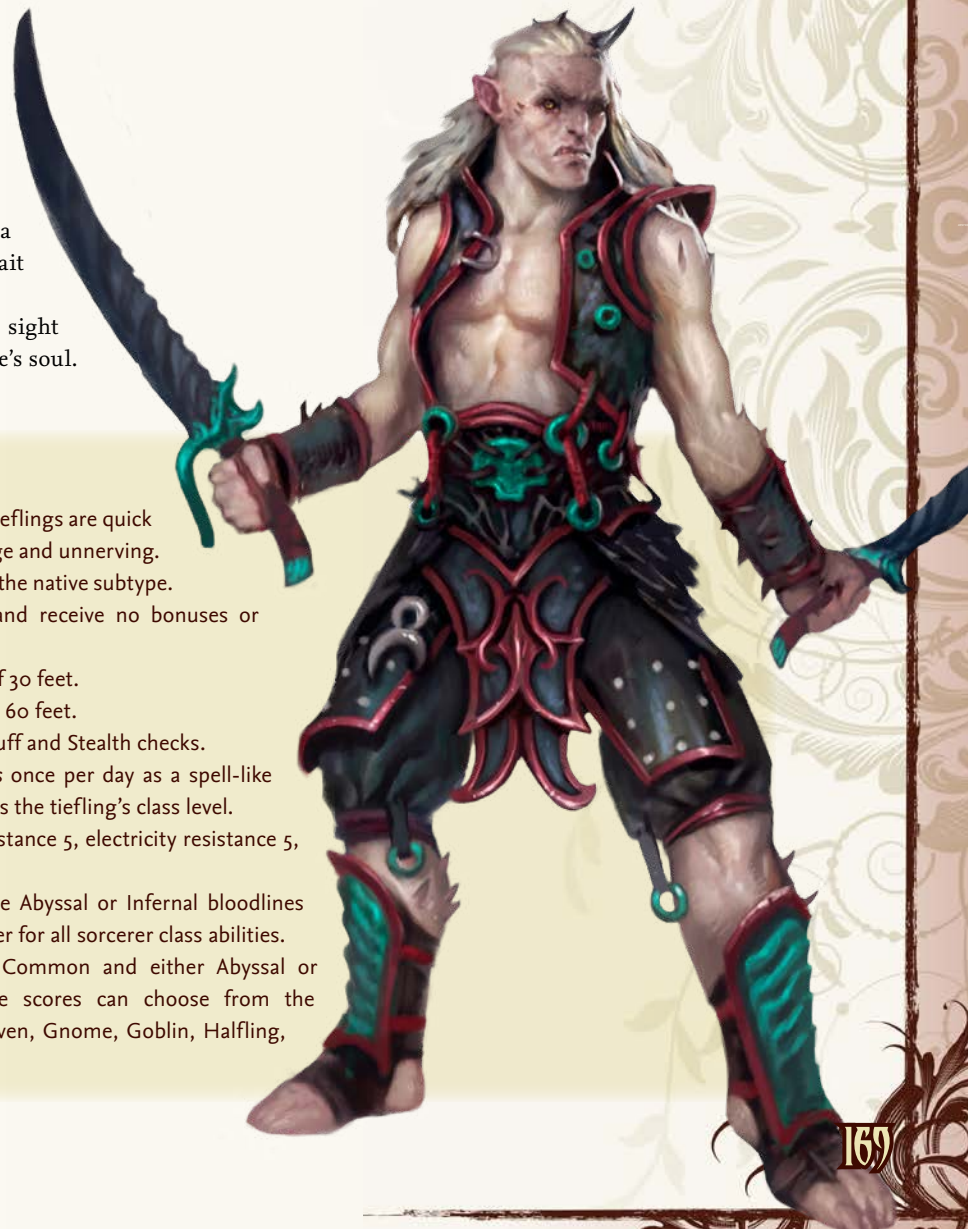 a
ait
sight
e's soul.
eflings are quick
ge and unnerving.
the native subtype.
and receive no bonuses or
f 30 feet.
60 feet.
uff and Stealth checks.
s once per day as a spell-like
s the tiefling's class level.
istance 5, electricity resistance 5,
e Abyssal or Infernal bloodlines
er for all sorcerer class abilities.
Common and either Abyssal or
e scores can choose from the
ven, Gnome, Goblin, Halfling,
169